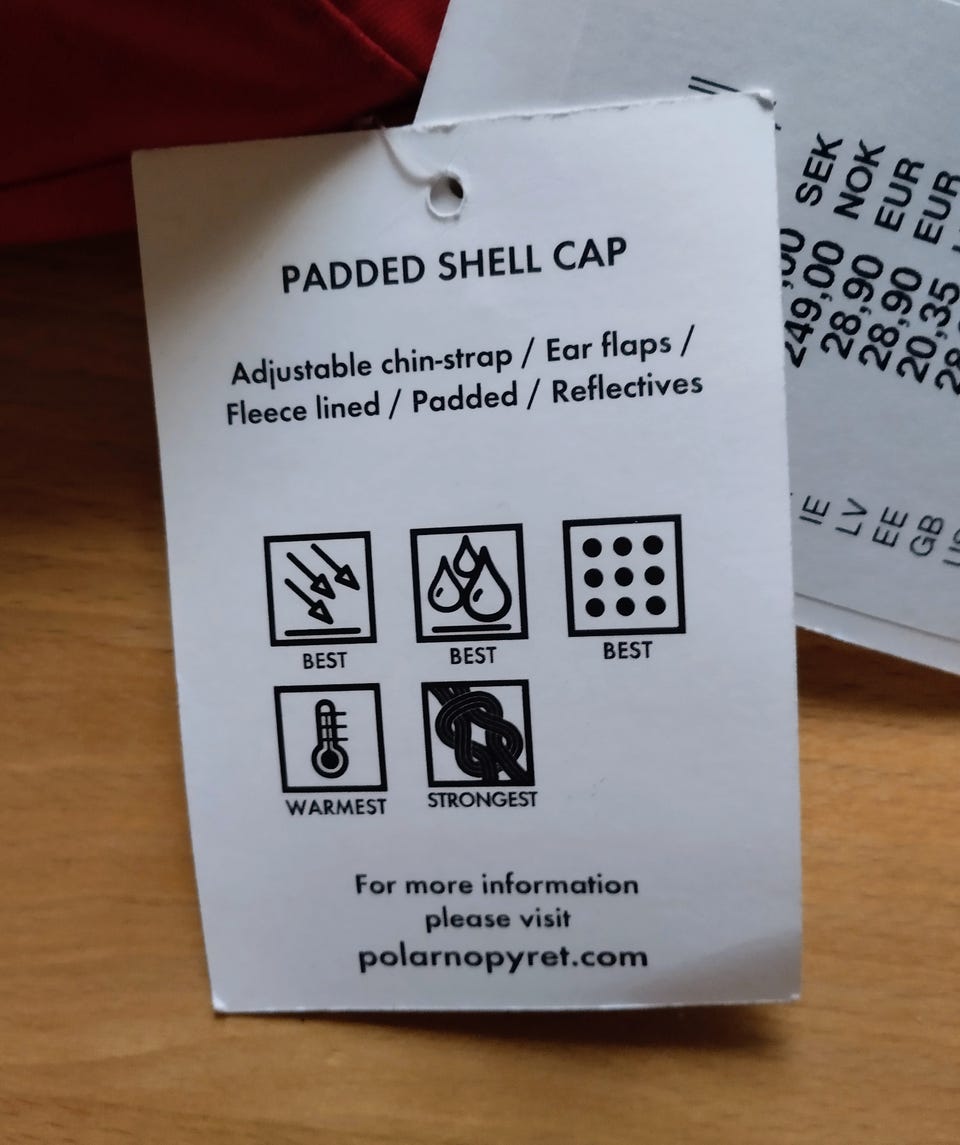 PADDED SHELL CAP
Adjustable chin-strap / Ear flaps /
Fleece lined / Padded / Reflectives
BEST
BEST
BEST
WARMEST
STRONGEST
For more information
please visit
polarnopyret.com
SEK
249,00 NOK
28,90 EUR
28,90 EUR
20,35
IE
LV
EE
GB